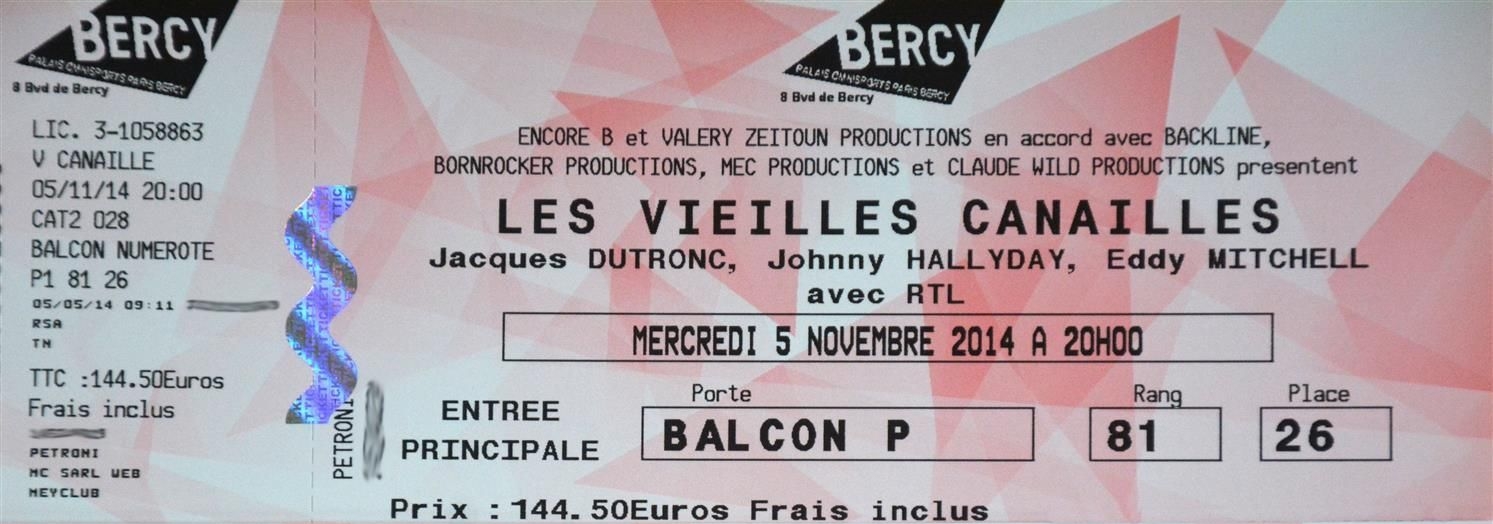 BERCY
PALAIS OMNISPORTS PARIS BERCY
8 Bvd de Bercy
LIC. 3-1058863
V CANAILLE
05/11/14 20:00
CAT2 028
BALCON NUMEROTE
P1 81 26
05/05/14 09:11
RSA
TN
TTC :144.50Euros
Frais inclus
PETRONI
MC SARL WEB
MEYCLUB
PETRONI
BERCY
PALAIS OMNISPORTS PARIS BERCY
8 Bvd de Bercy
ENCORE B et VALERY ZEITOUN PRODUCTIONS en accord avec BACKLINE,
BORNROCKER PRODUCTIONS, MEC PRODUCTIONS et CLAUDE WILD PRODUCTIONS presentent
LES VIEILLES CANAILLES
Jacques DUTRONC, Johnny HALLYDAY, Eddy MITCHELL
avec RTL
MERCREDI 5 NOVEMBRE 2014 A 20H00
Porte Rang Place
ENTREE
PRINCIPALE
BALCON P 81 26
Prix : 144.50Euros Frais inclus